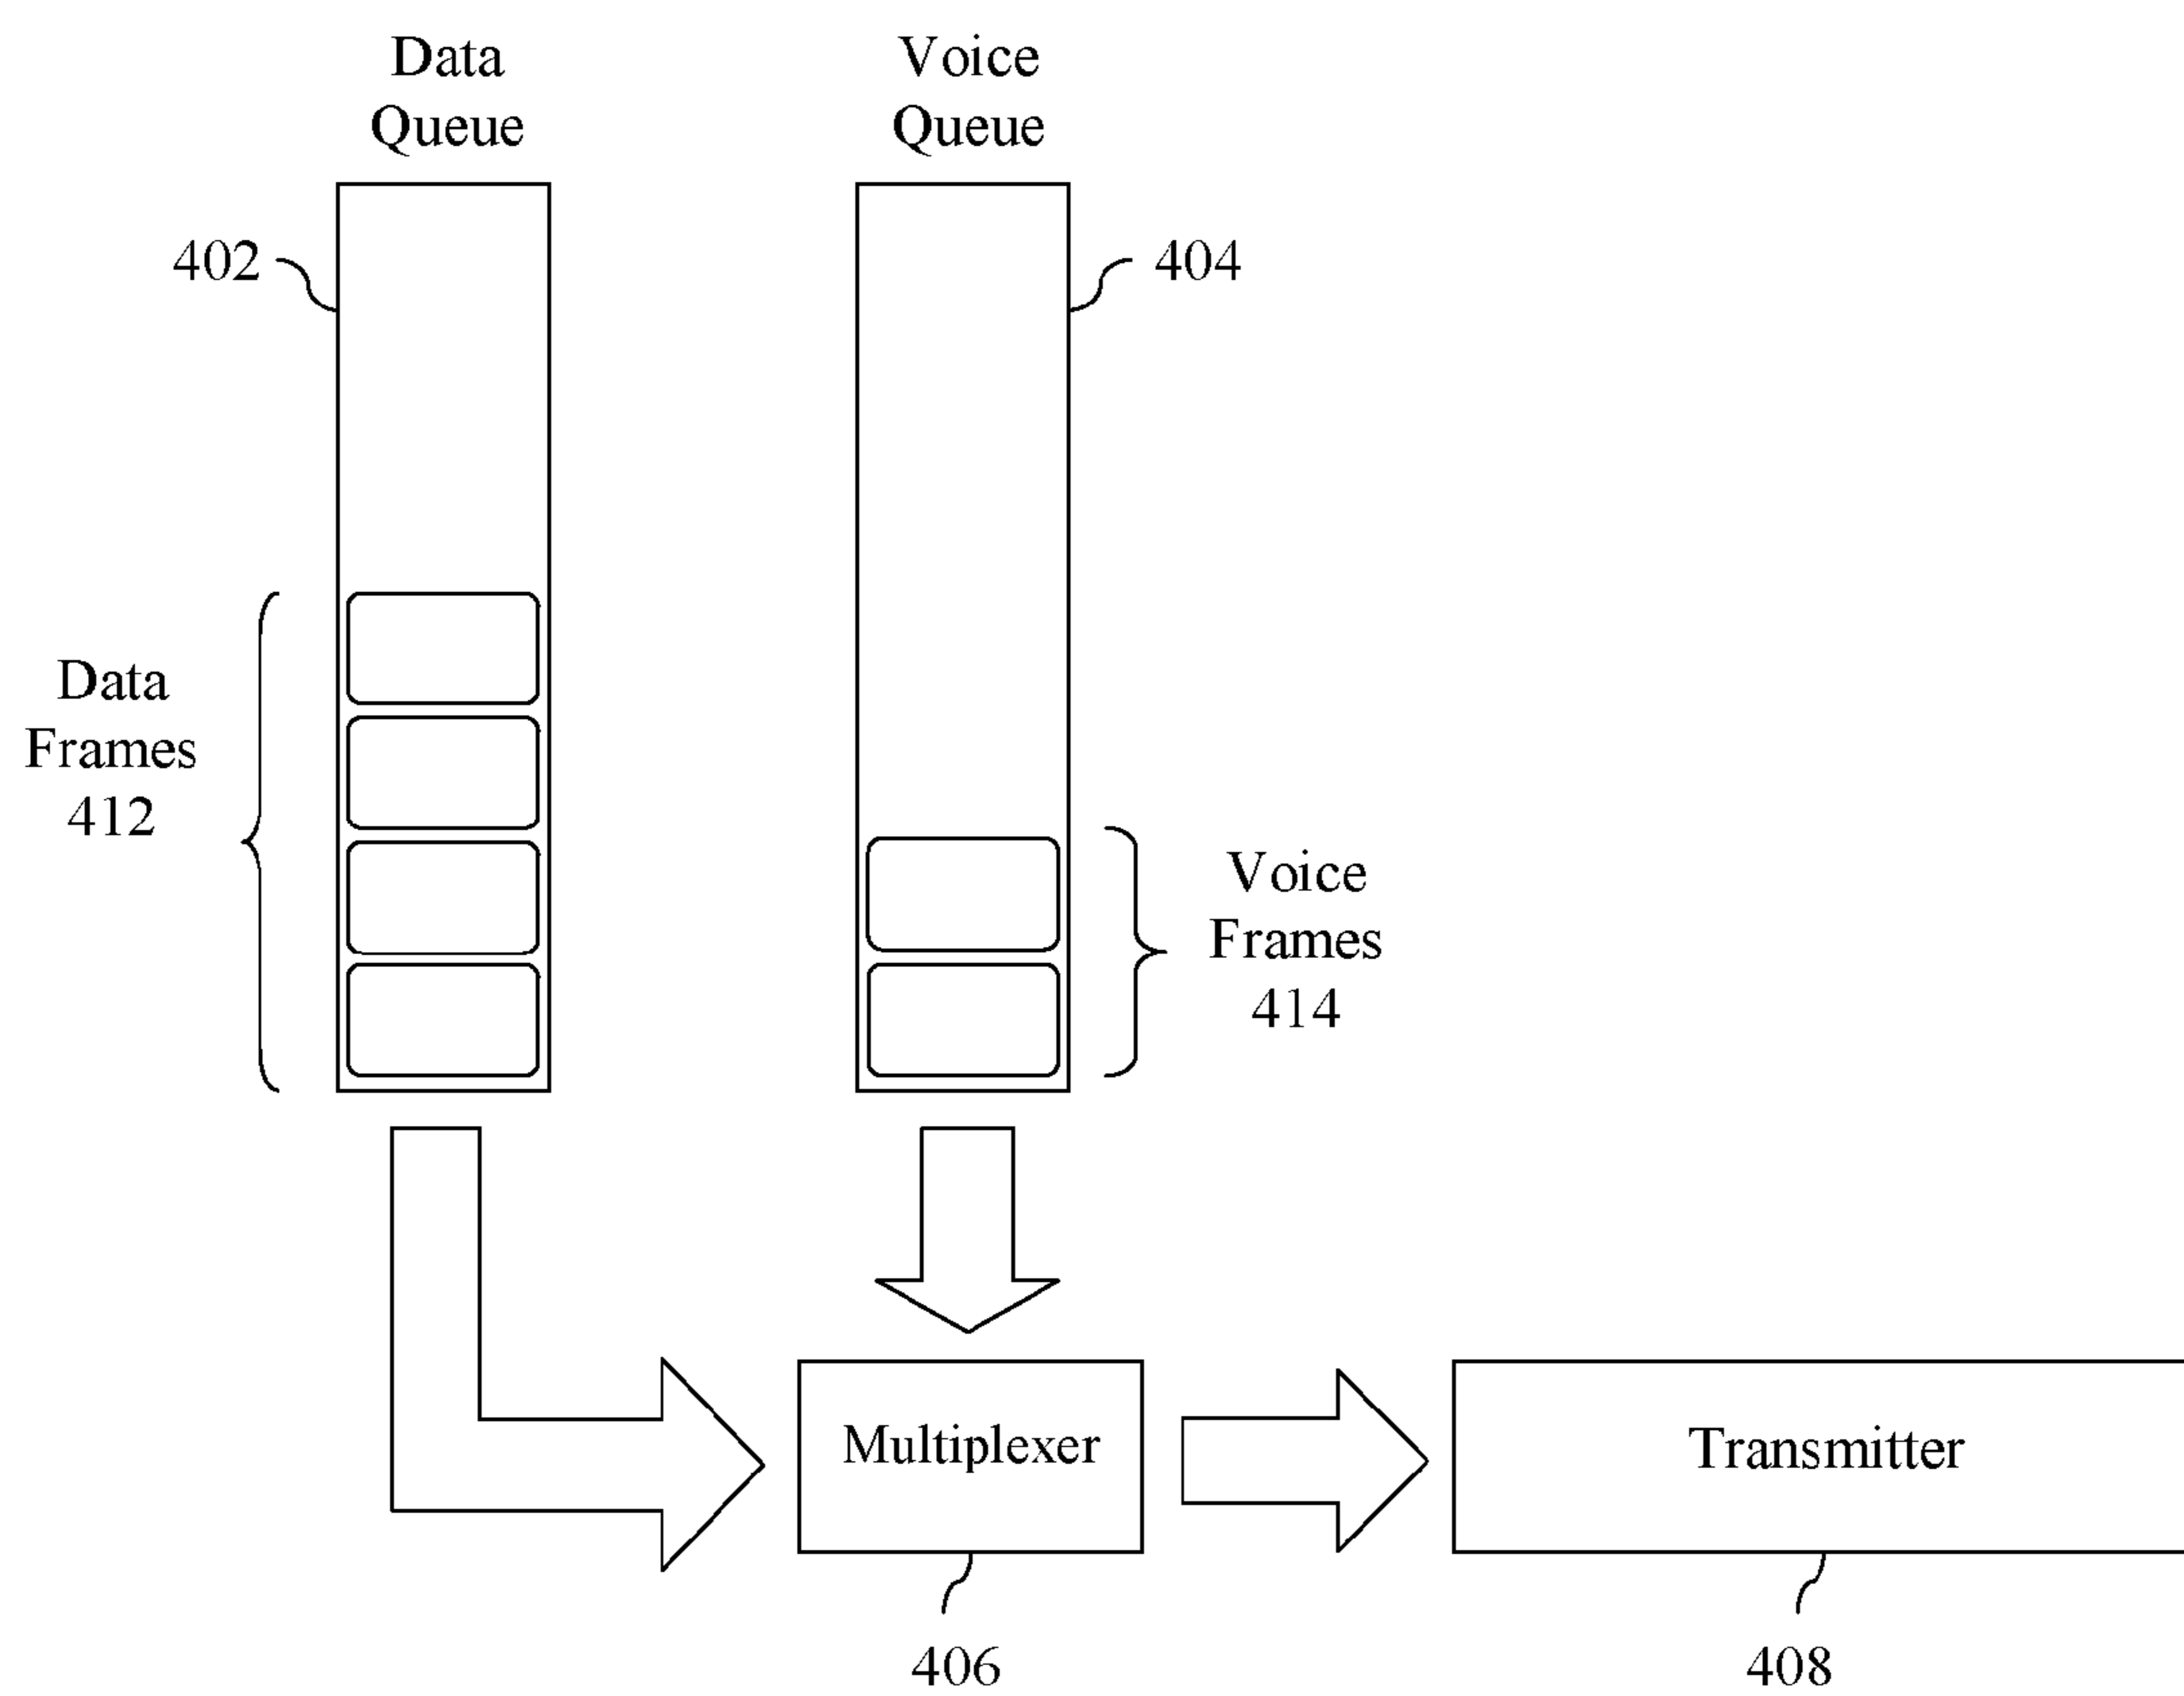 Data
Queue
Voice
Queue
402
404
Data
Frames
412
Voice
Frames
414
Multiplexer
Transmitter
406
408